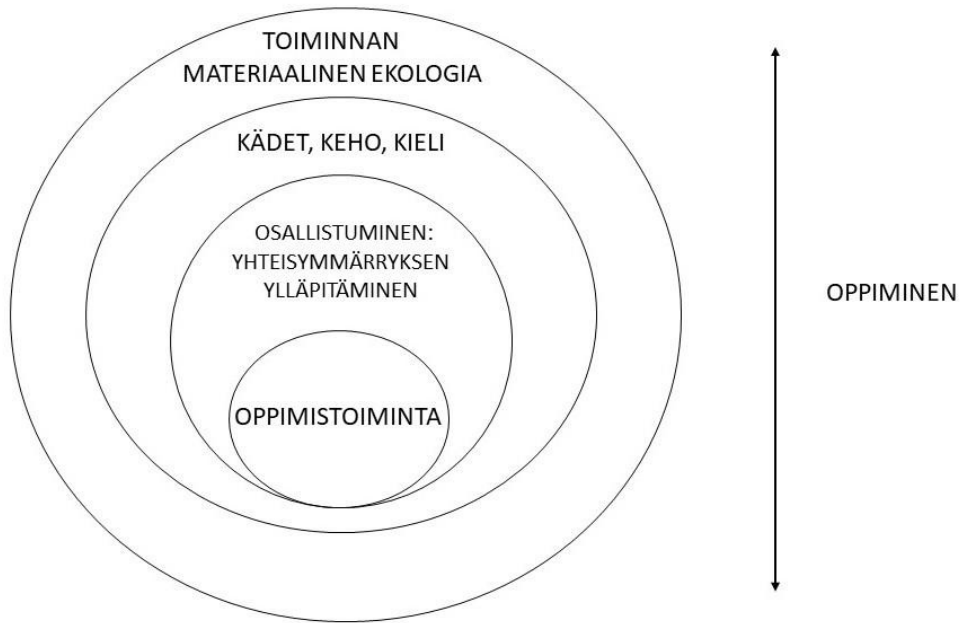 TOIMINNAN
MATERIAALINEN EKOLOGIA
KÄDET, KEHO, KIELI
OSALLISTUMINEN:
YHTEISYMMÄRRYKSEN
YLLÄPITÄMINEN
OPPIMINEN
OPPIMISTOIMINTA